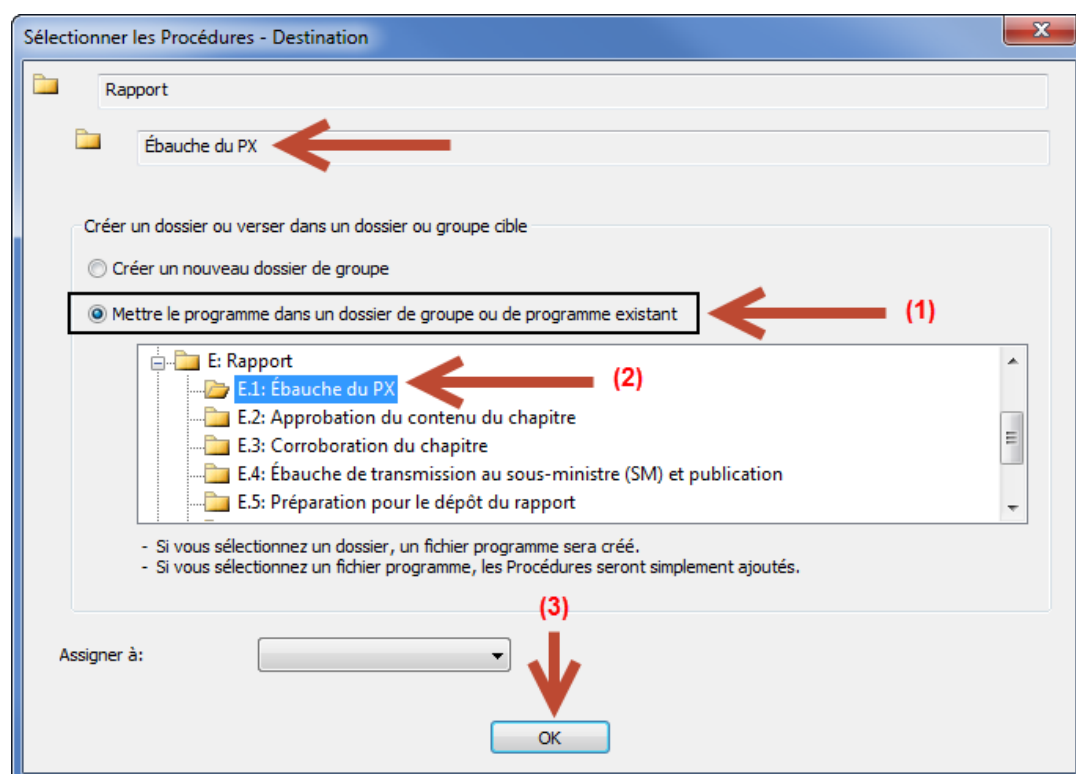 Sélectionner les Procédures - Destination
x
Rapport
Ébauche du PX
Créer un dossier ou verser dans un dossier ou groupe cible
Créer un nouveau dossier de groupe
Mettre le programme dans un dossier de groupe ou de programme existant
(1)
E: Rapport
E.1: Ébauche du PX
(2)
E.2: Approbation du contenu du chapitre
E.3: Corroboration du chapitre
E.4: Ébauche de transmission au sous-ministre (SM) et publication
E.5: Préparation pour le dépôt du rapport
- Si vous sélectionnez un dossier, un fichier programme sera créé.
- Si vous sélectionnez un fichier programme, les Procédures seront simplement ajoutés.
(3)
Assigner à:
OK